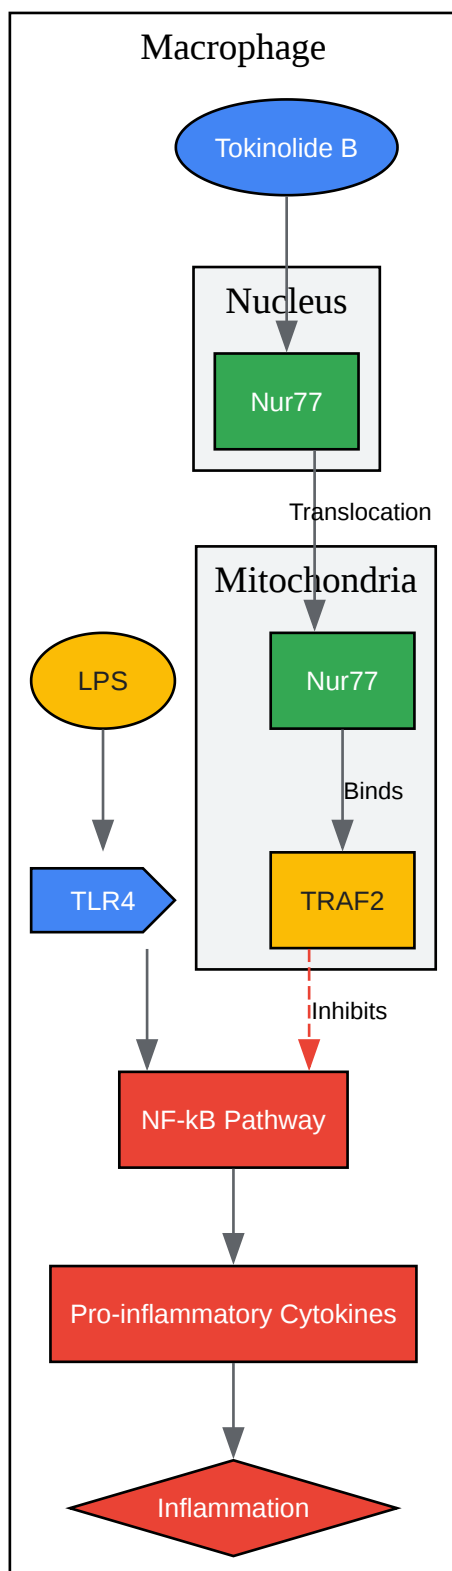 Macrophage
Tokinolide B
Nucleus
Nur77
Translocation
Mitochondria
LPS
Nur77
Binds
TLR4
TRAF2
Inhibits
NF-kB Pathway
Pro-inflammatory Cytokines
Inflammation